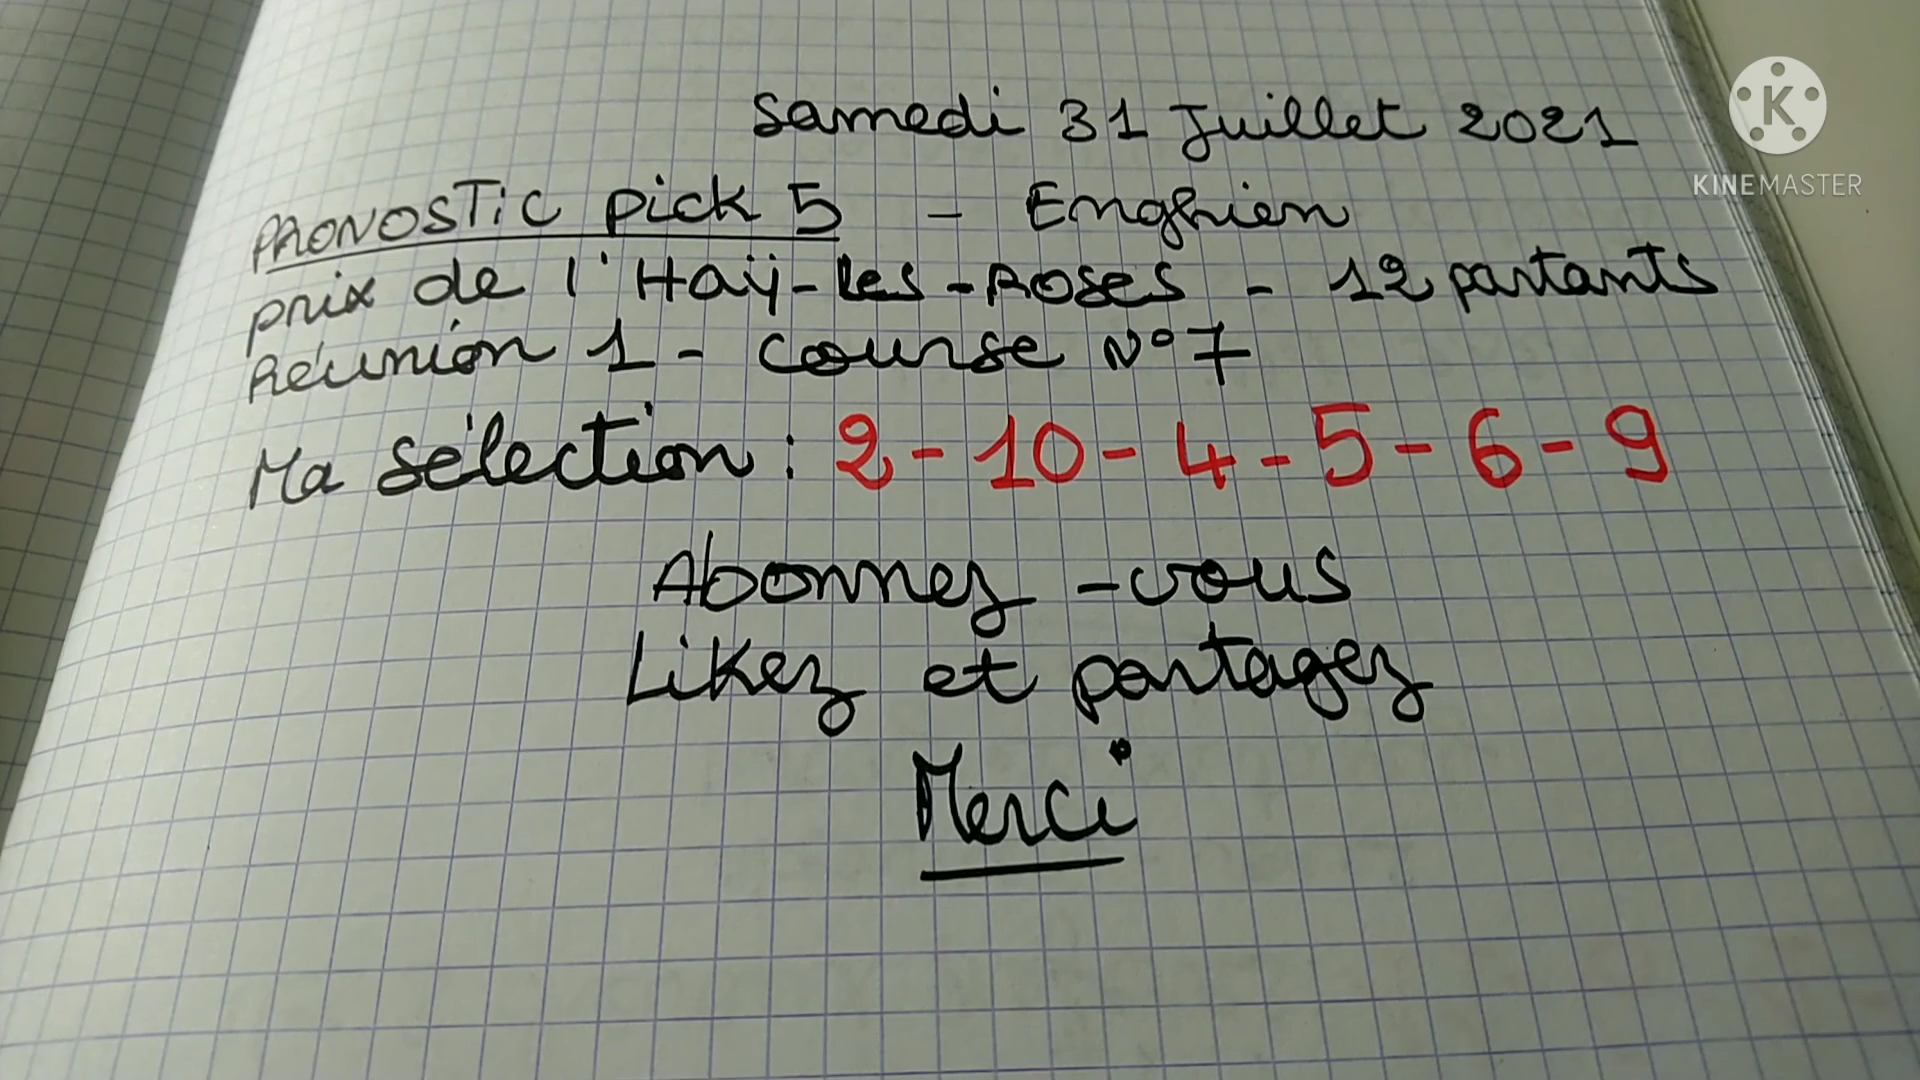 Samedi 31 Juillet 2021
K
KINEMASTER
PRONOSTIC pick 5 - Enghien
prix de l'Haÿ-les-Roses - 12 partants
Réunion 1 - course N°7
Ma sélection : 2 - 10 - 4 - 5 - 6 - 9
Abonnez-vous
Likez et partagez
Merci